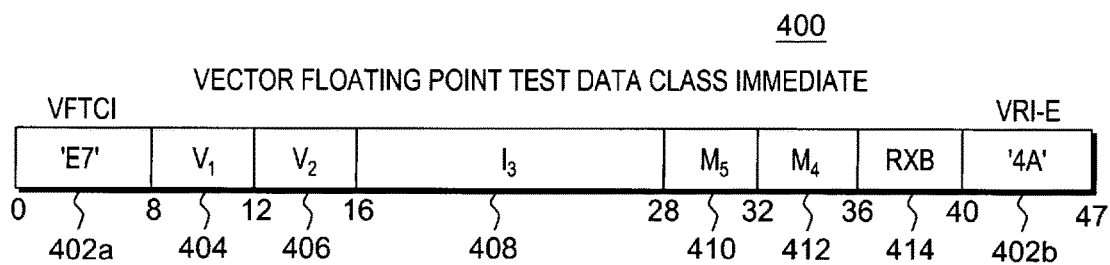 400
VECTOR FLOATING POINT TEST DATA CLASS IMMEDIATE
VFTCI VRI-E
'E7' V₁ V₂ I₃ M₅ M₄ RXB '4A'
0 8 12 16 28 32 36 40 47
402a 404 406 408 410 412 414 402b